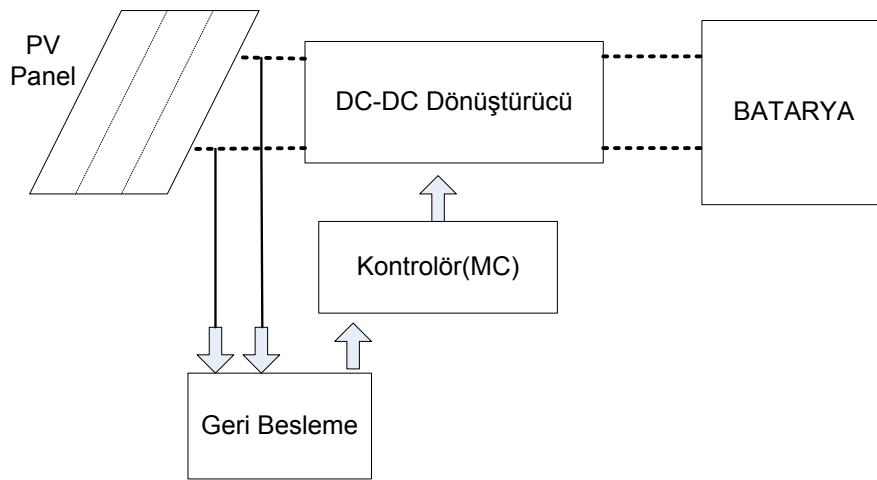 PV
Panel
DC-DC Dönüştürücü
BATARYA
Kontrolör(MC)
Geri Besleme